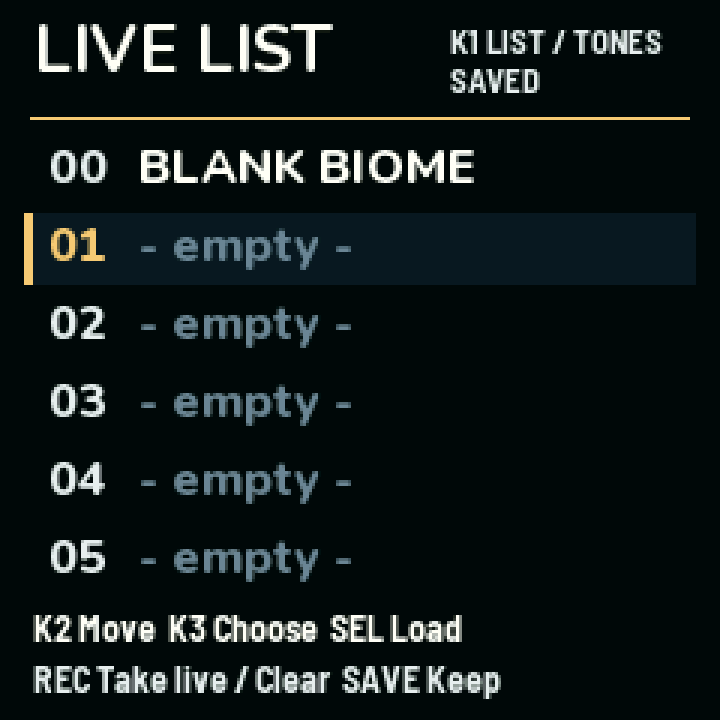 LIVE LIST
K1 LIST / TONES
SAVED
00 BLANK BIOME
01 - empty -
02 - empty -
03 - empty -
04 - empty -
05 - empty -
K2 Move K3 Choose SEL Load
REC Take live / Clear SAVE Keep